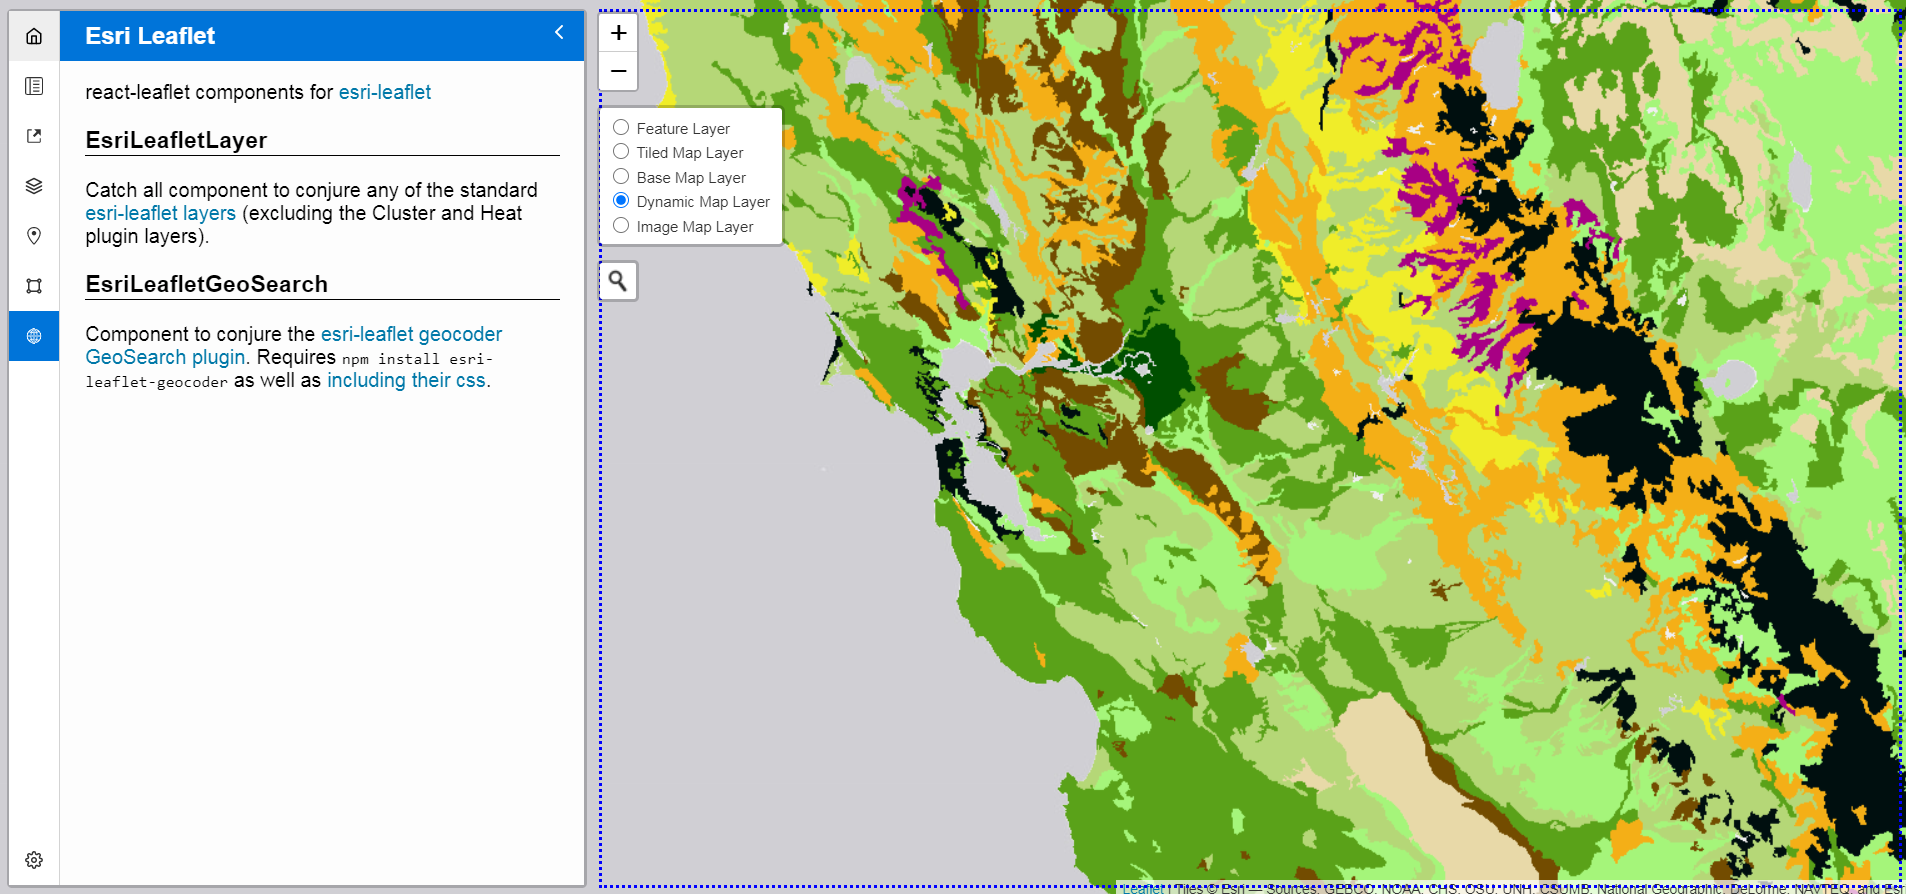 Esri Leaflet
react-leaflet components for esri-leaflet
EsriLeafletLayer
Catch all component to conjure any of the standard
esri-leaflet layers (excluding the Cluster and Heat
plugin layers).
EsriLeafletGeoSearch
Component to conjure the esri-leaflet geocoder
GeoSearch plugin. Requires npm install esri-
leaflet-geocoder as well as including their css.
+
−
Feature Layer
Tiled Map Layer
Base Map Layer
Dynamic Map Layer
Image Map Layer
Leaflet | Tiles © Esri — Sources: GEBCO, NOAA, CHS, OSU, UNH, CSUMB, National Geographic, DeLorme, NAVTEQ, and Esri